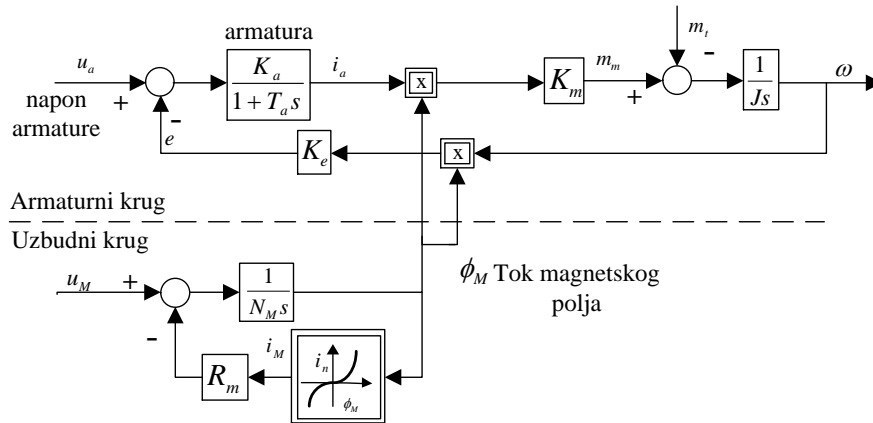 armatura
u_a
+
-
napon
armature
e
K_a
1 + T_a s
i_a
x
K_m
m_m
+
m_t
-
1
Js
ω
K_e
x
Armaturni krug
Uzbudni krug
u_M
+
-
1
N_M s
ϕ_M Tok magnetskog
polja
R_m
i_M
i_n
ϕ_M